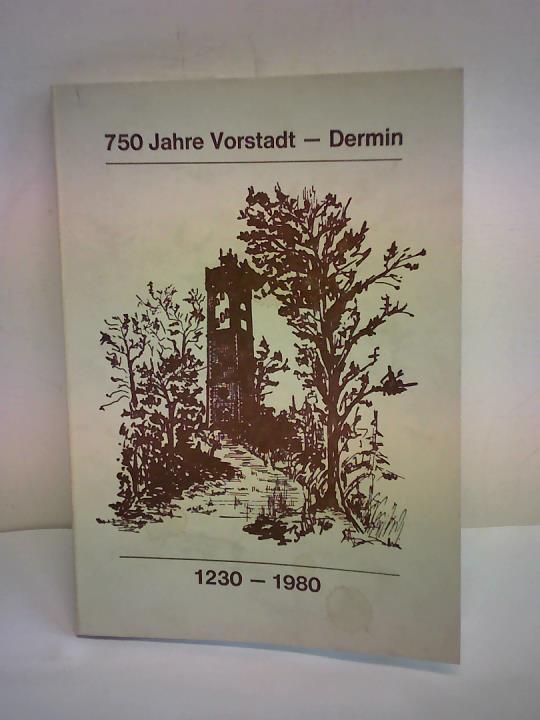 750 Jahre Vorstadt – Dermin
1230 – 1980